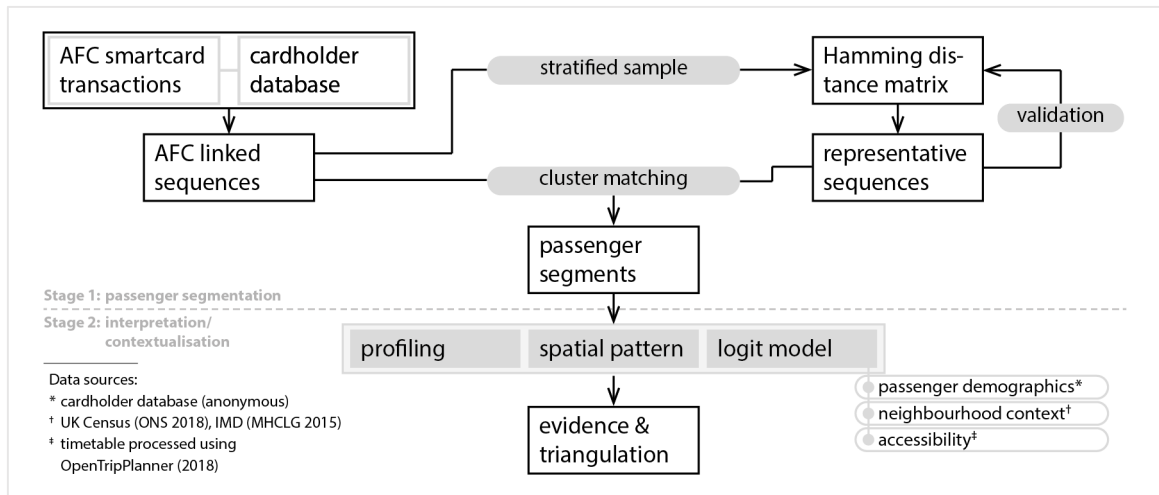 AFC smartcard
transactions
cardholder
database
stratified sample
Hamming dis-
tance matrix
validation
AFC linked
sequences
representative
sequences
cluster matching
passenger
segments
Stage 1: passenger segmentation
Stage 2: interpretation/
contextualisation
profiling
spatial pattern
logit model
Data sources:
* cardholder database (anonymous)
† UK Census (ONS 2018), IMD (MHCLG 2015)
‡ timetable processed using
OpenTripPlanner (2018)
passenger demographics*
neighbourhood context†
accessibility‡
evidence &
triangulation